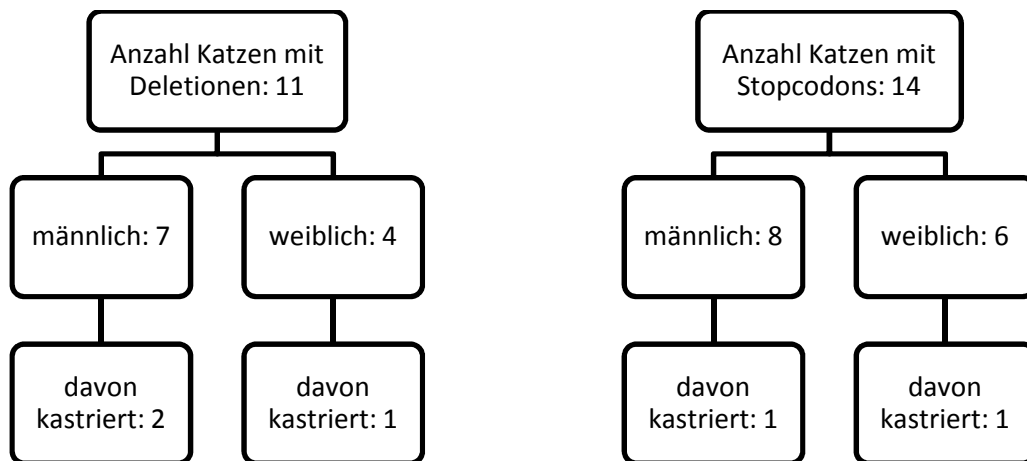 Anzahl Katzen mit
Deletionen: 11
männlich: 7
weiblich: 4
davon
kastriert: 2
davon
kastriert: 1
Anzahl Katzen mit
Stopcodons: 14
männlich: 8
weiblich: 6
davon
kastriert: 1
davon
kastriert: 1